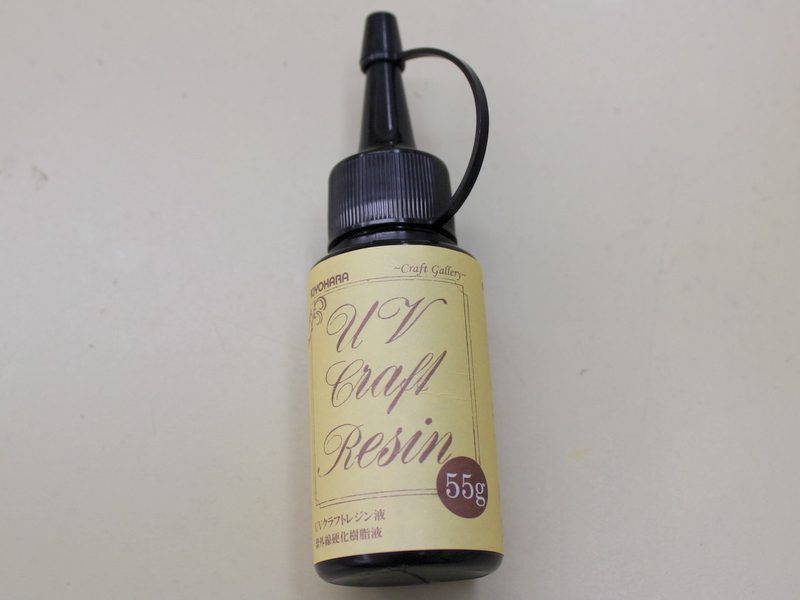 KIYOHARA
~Craft Gallery~
UV
Craft
Resin
55g
UVクラフトレジン液
紫外線硬化樹脂液